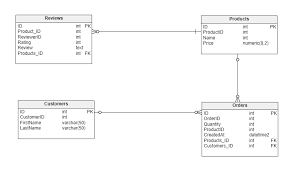 Reviews
ID int PK
Product_ID int
ReviewerID int
Rating int
Review text
Products_ID int FK
Products
ID int PK
ProductID int
Name int
Price numeric(8,2)
Customers
ID int PK
CustomerID int
FirstName varchar(50)
LastName varchar(50)
Orders
ID int PK
OrderID int
Quantity int
ProductID int
CreatedAt datetime2
Products_ID int FK
Customers_ID int FK